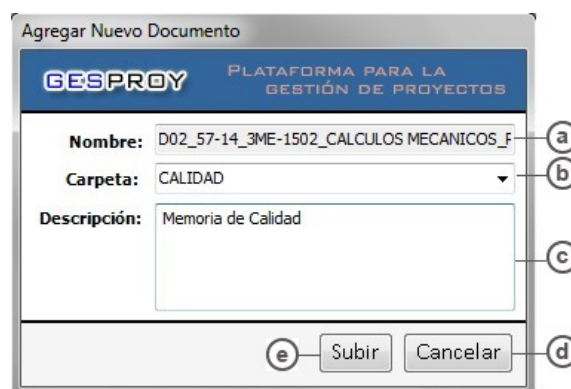 Agregar Nuevo Documento
GESPROY
PLATAFORMA PARA LA
GESTIÓN DE PROYECTOS
Nombre: D02_57-14_3ME-1502_CALCULOS MECANICOS_F a
Carpeta: CALIDAD b
Descripción: Memoria de Calidad
c
e Subir Cancelar d